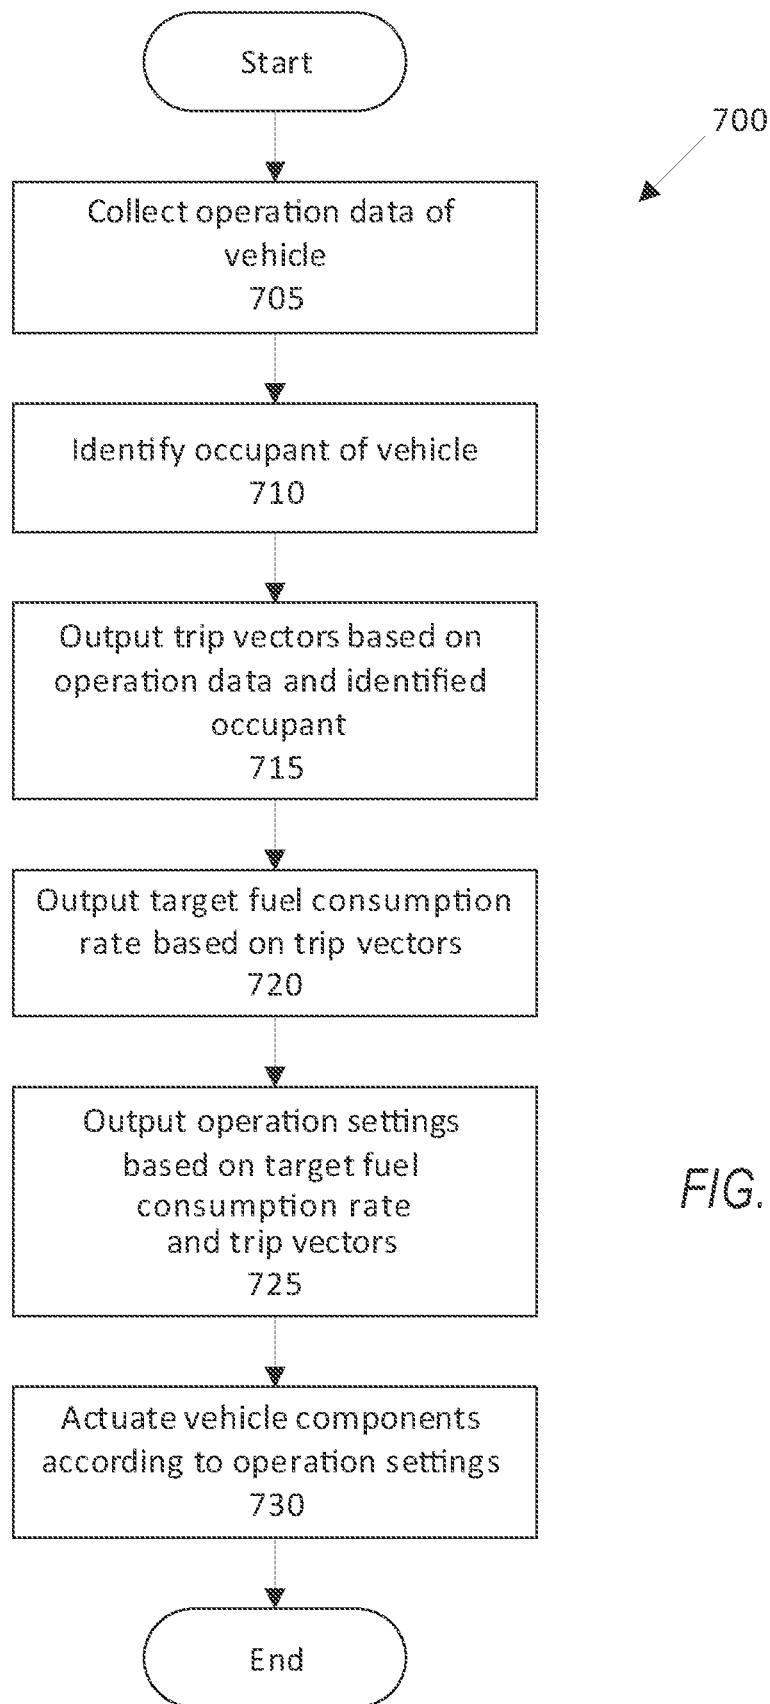 Start
700
Collect operation data of
vehicle
705
Identify occupant of vehicle
710
Output trip vectors based on
operation data and identified
occupant
715
Output target fuel consumption
rate based on trip vectors
720
Output operation settings
based on target fuel
consumption rate
and trip vectors
725
FIG.
Actuate vehicle components
according to operation settings
730
End